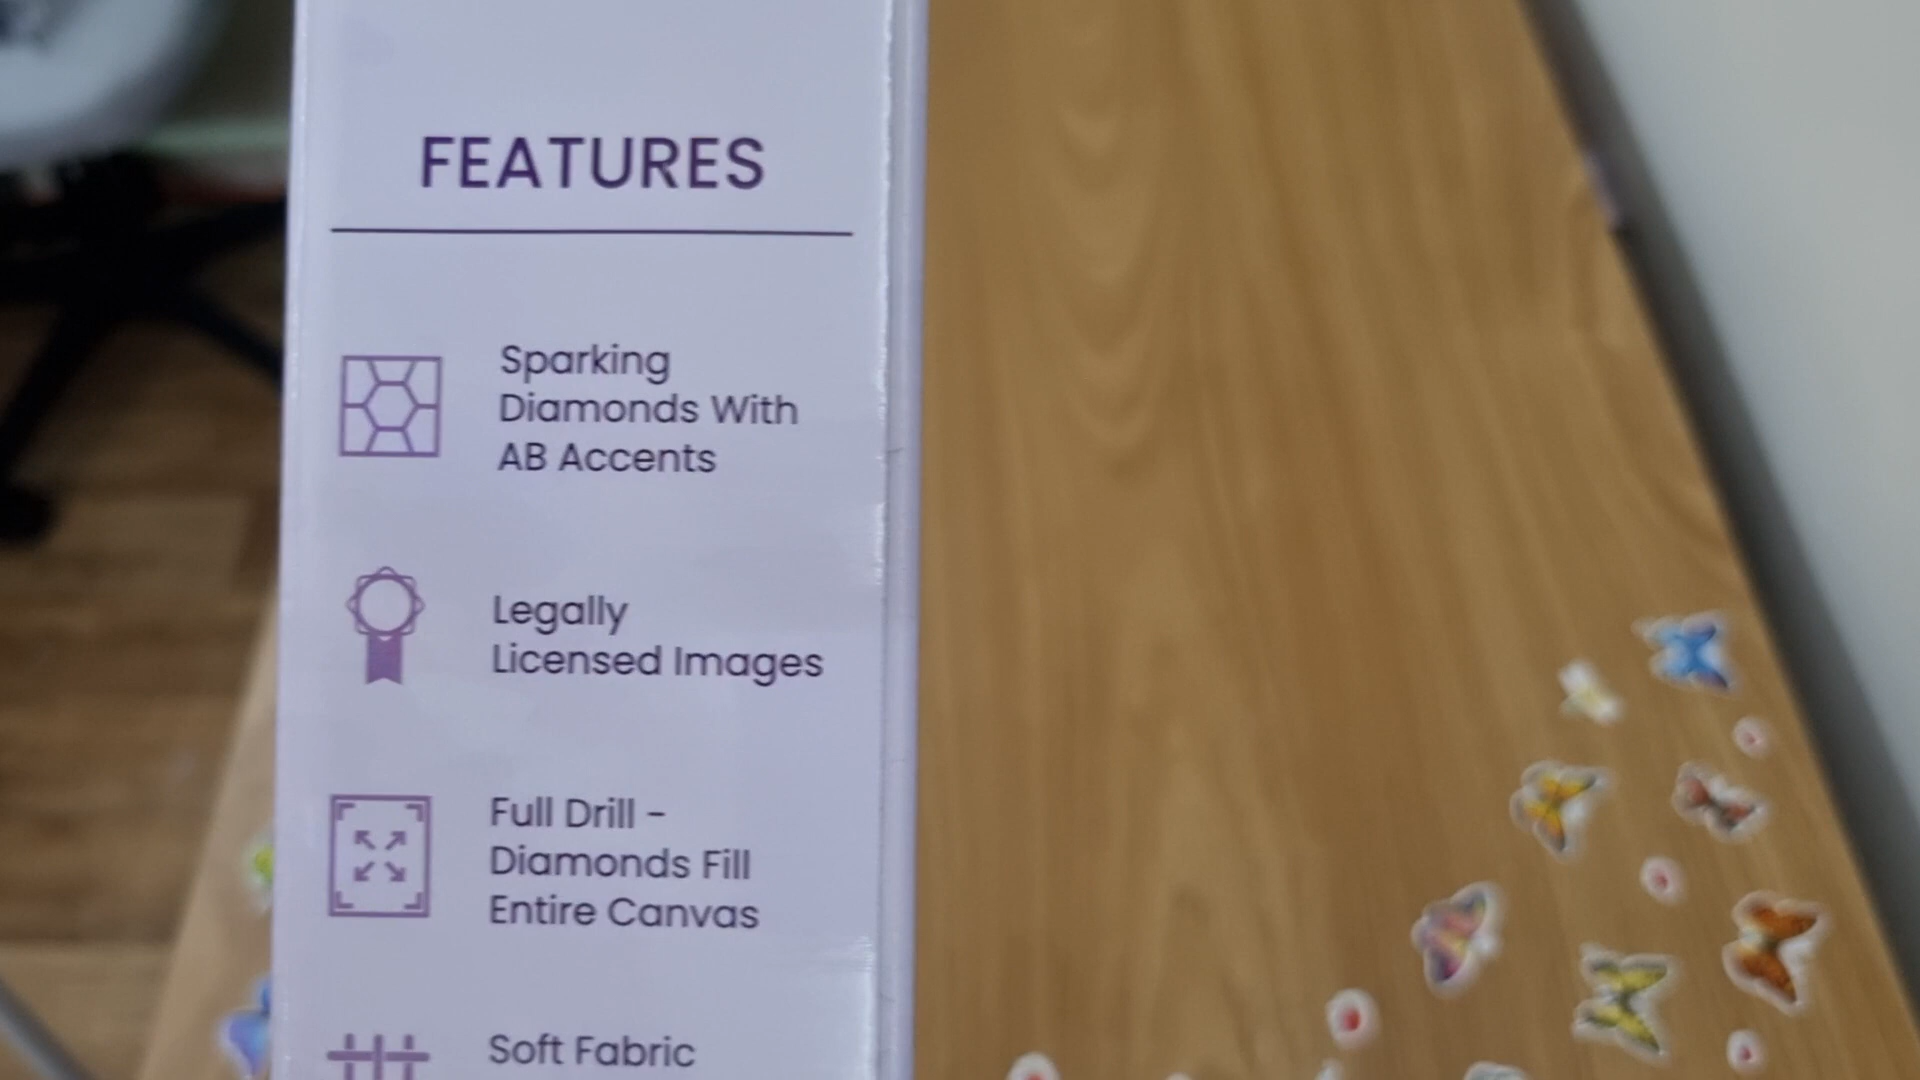 FEATURES
Sparking
Diamonds With
AB Accents
Legally
Licensed Images
Full Drill -
Diamonds Fill
Entire Canvas
Soft Fabric